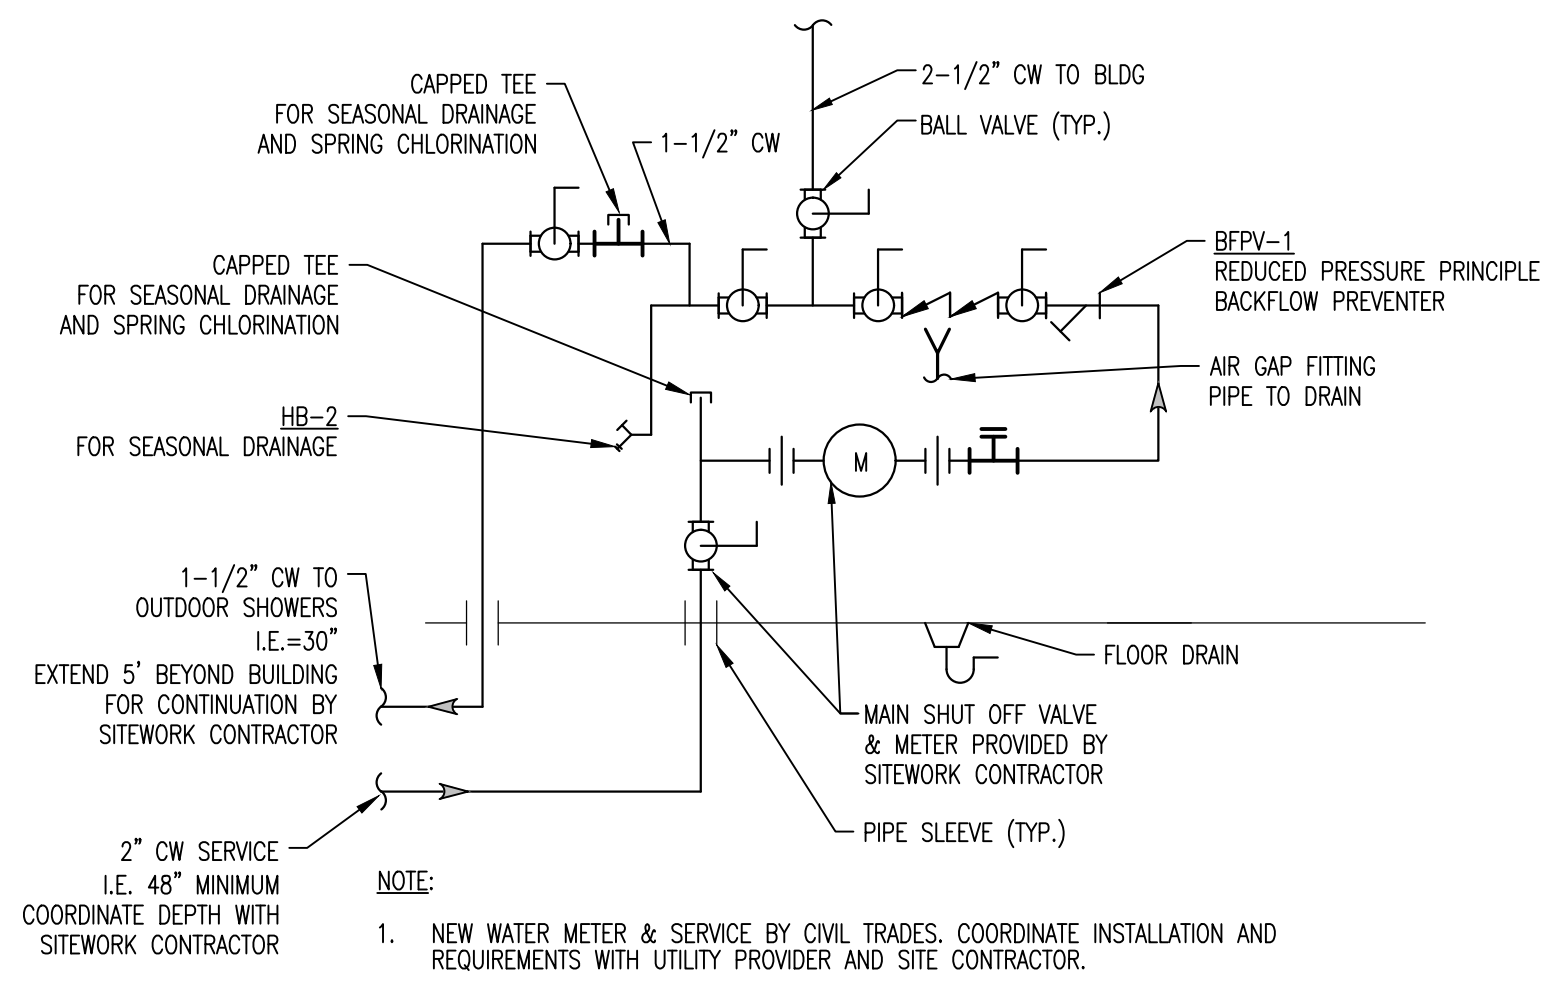 2-1/2" CW TO BLDG
BALL VALVE (TYP.)
CAPPED TEE
FOR SEASONAL DRAINAGE
AND SPRING CHLORINATION
1-1/2" CW
BFPV-1
REDUCED PRESSURE PRINCIPLE
BACKFLOW PREVENTER
CAPPED TEE
FOR SEASONAL DRAINAGE
AND SPRING CHLORINATION
AIR GAP FITTING
PIPE TO DRAIN
HB-2
FOR SEASONAL DRAINAGE
M
1-1/2" CW TO
OUTDOOR SHOWERS
I.E.=30"
EXTEND 5' BEYOND BUILDING
FOR CONTINUATION BY
SITEWORK CONTRACTOR
FLOOR DRAIN
MAIN SHUT OFF VALVE
& METER PROVIDED BY
SITEWORK CONTRACTOR
PIPE SLEEVE (TYP.)
2" CW SERVICE
I.E. 48" MINIMUM
COORDINATE DEPTH WITH
SITEWORK CONTRACTOR
NOTE:
1. NEW WATER METER & SERVICE BY CIVIL TRADES. COORDINATE INSTALLATION AND
REQUIREMENTS WITH UTILITY PROVIDER AND SITE CONTRACTOR.